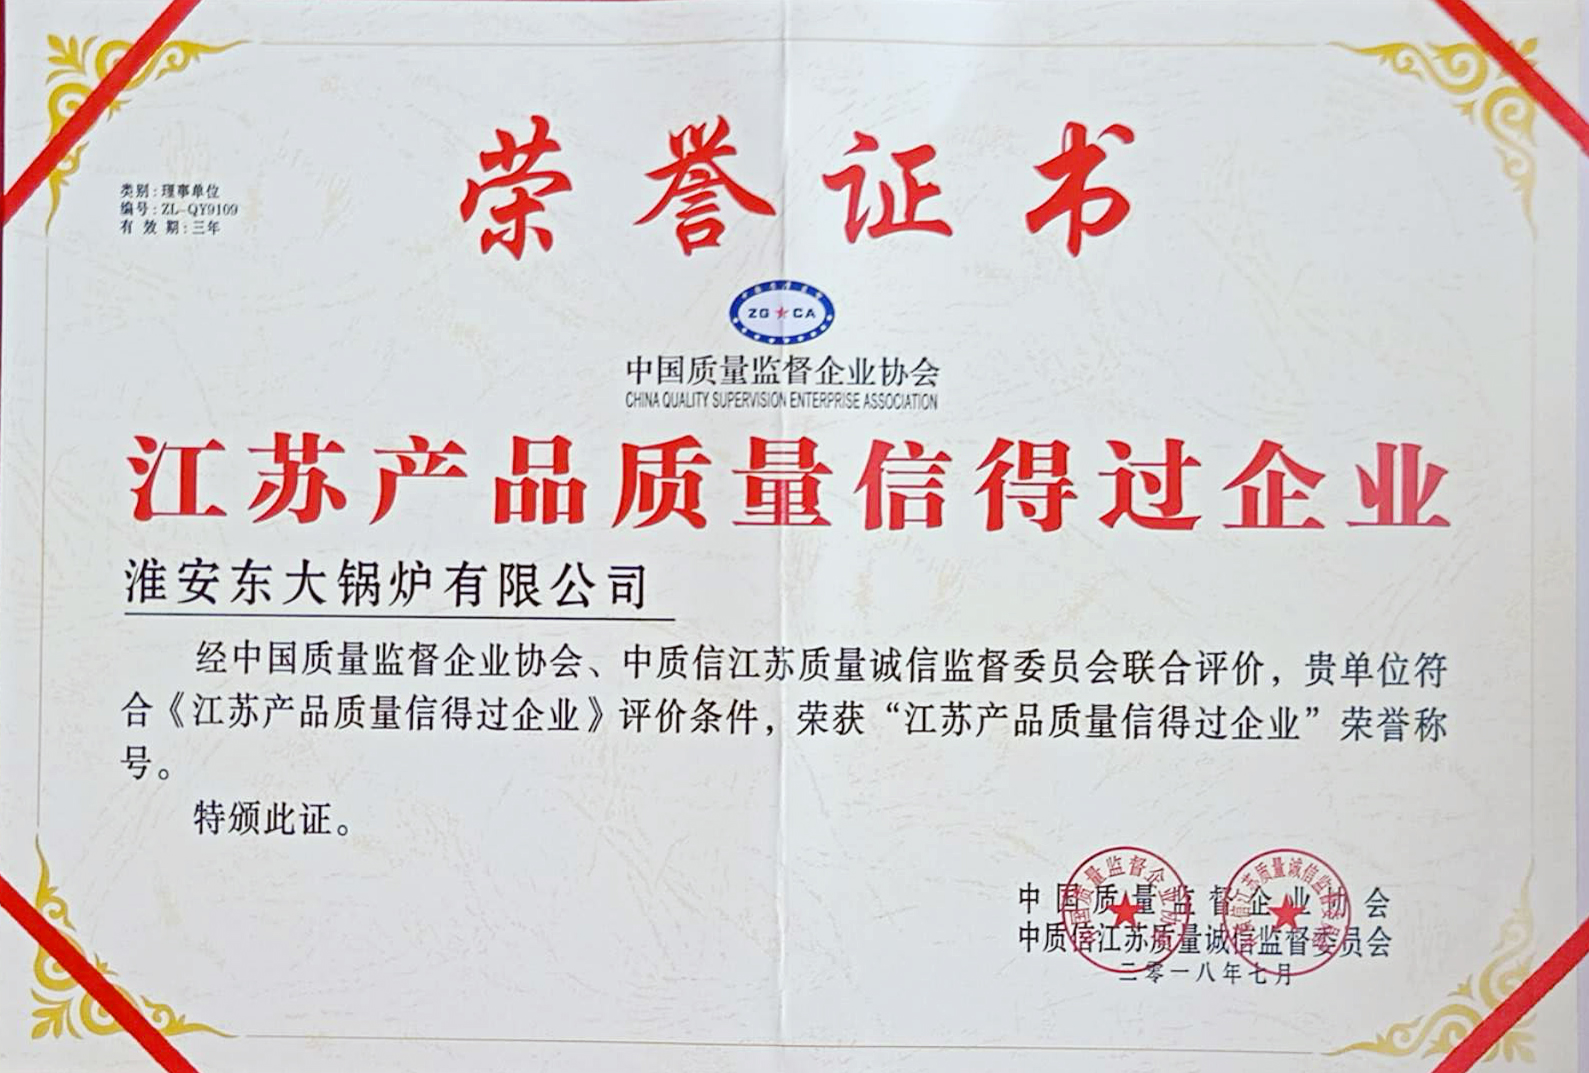 荣誉证书
类别：理事单位
编号：ZL-QY9109
有效期：三年
ZG★CA
中国质量监督企业协会
CHINA QUALITY SUPERVISION ENTERPRISE ASSOCIATION
江苏产品质量信得过企业
淮安东大锅炉有限公司
经中国质量监督企业协会、中质信江苏质量诚信监督委员会联合评价，贵单位符
合《江苏产品质量信得过企业》评价条件，荣获“江苏产品质量信得过企业”荣誉称
号。
特颁此证。
中国质量监督企业协会
中质信江苏质量诚信监督委员会
二零一八年七月